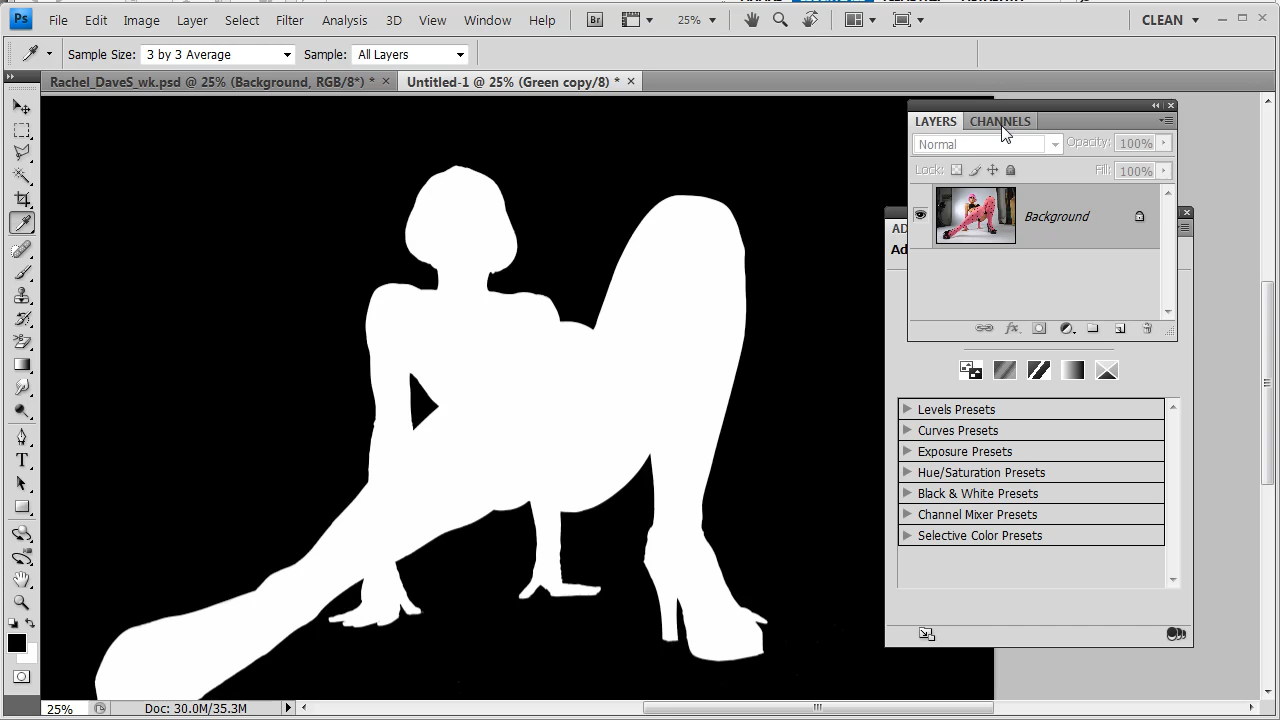 Ps File Edit Image Layer Select Filter Analysis 3D View Window Help Br 25% CLEAN
Sample Size: 3 by 3 Average Sample: All Layers
Rachel_DaveS_wk.psd @ 25% (Background, RGB/8*) * Untitled-1 @ 25% (Green copy/8) *
LAYERS CHANNELS
Normal Opacity: 100%
Lock: Fill: 100%
Background
AD
Ad
Levels Presets
Curves Presets
Exposure Presets
Hue/Saturation Presets
Black & White Presets
Channel Mixer Presets
Selective Color Presets
25% Doc: 30.0M/35.3M